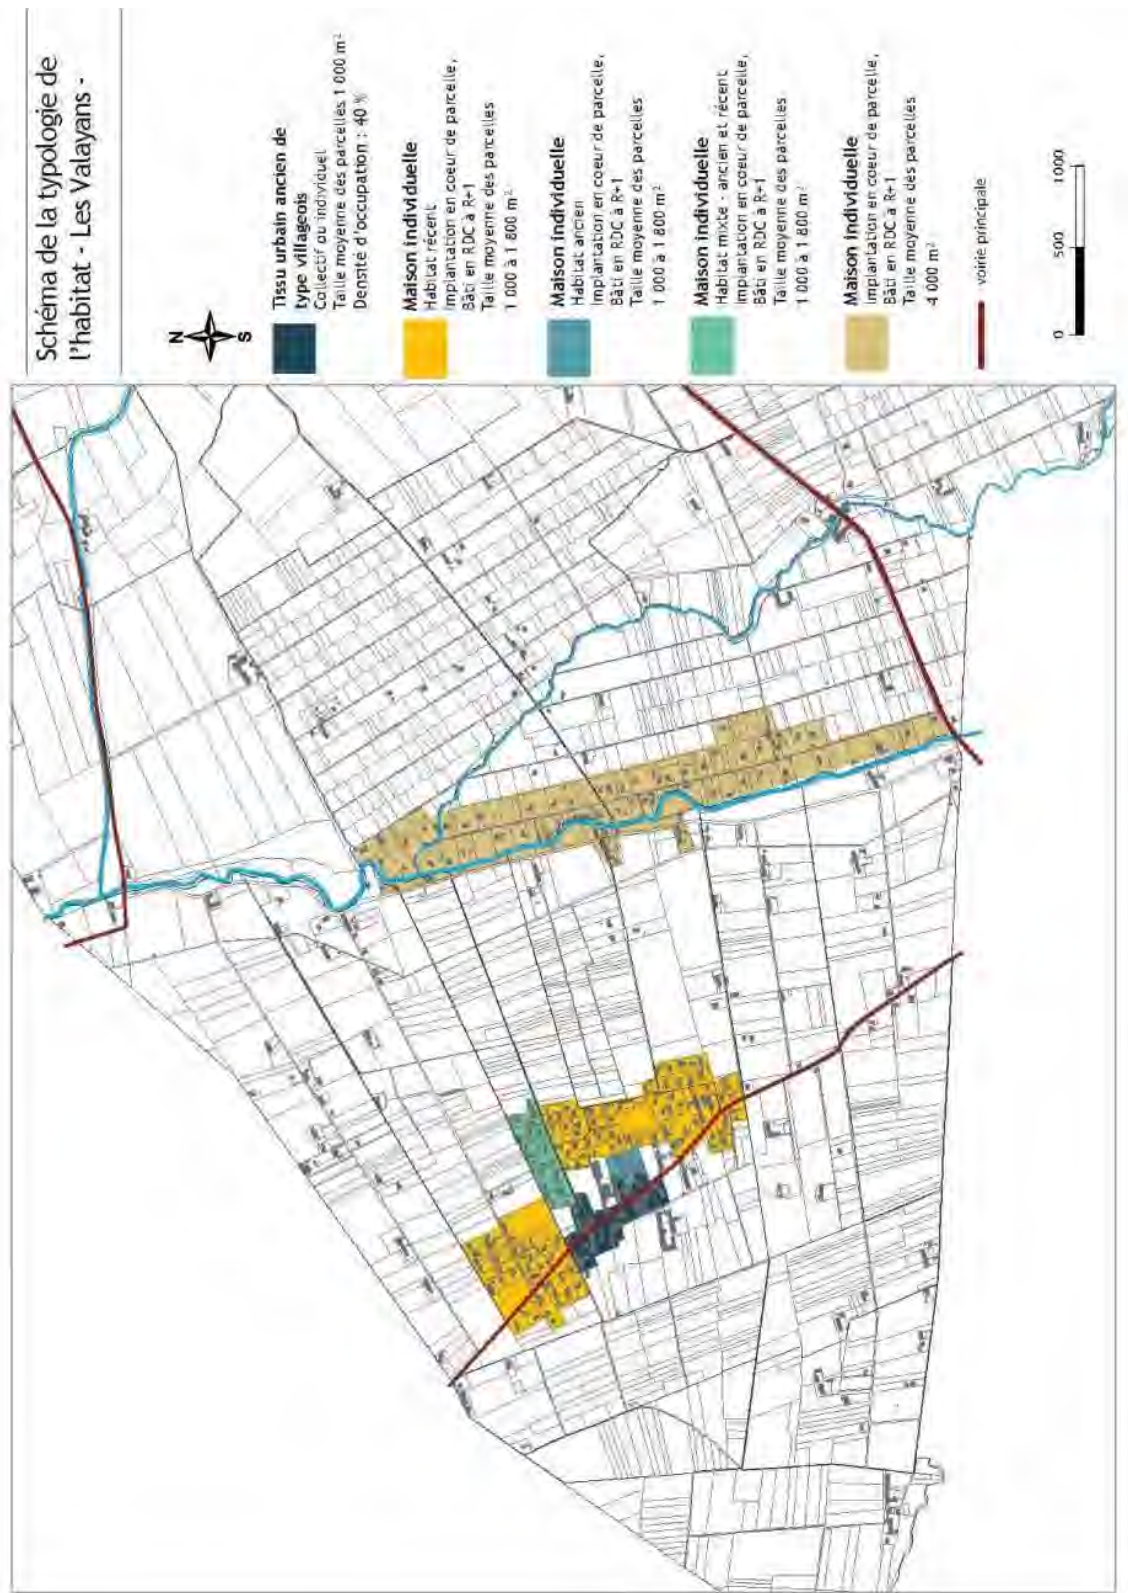 Schéma de la typologie de
l'habitat - Les Valayans -
N
S
Tissu urbain ancien de
type villageois
Collectif ou individuel
Taille moyenne des parcelles 1 000 m²
Densité d'occupation : 40 %
Maison individuelle
Habitat récent
Implantation en coeur de parcelle,
Bâti en RDC à R+1
Taille moyenne des parcelles
1 000 à 1 800 m²
Maison individuelle
Habitat ancien
Implantation en coeur de parcelle,
Bâti en RDC à R+1
Taille moyenne des parcelles
1 000 à 1 800 m²
Maison individuelle
Habitat mixte - ancien et récent
Implantation en coeur de parcelle,
Bâti en RDC à R+1
Taille moyenne des parcelles
1 000 à 1 800 m²
Maison individuelle
Implantation en coeur de parcelle,
Bâti en RDC à R+1
Taille moyenne des parcelles
4 000 m²
voirie principale
0 500 1000